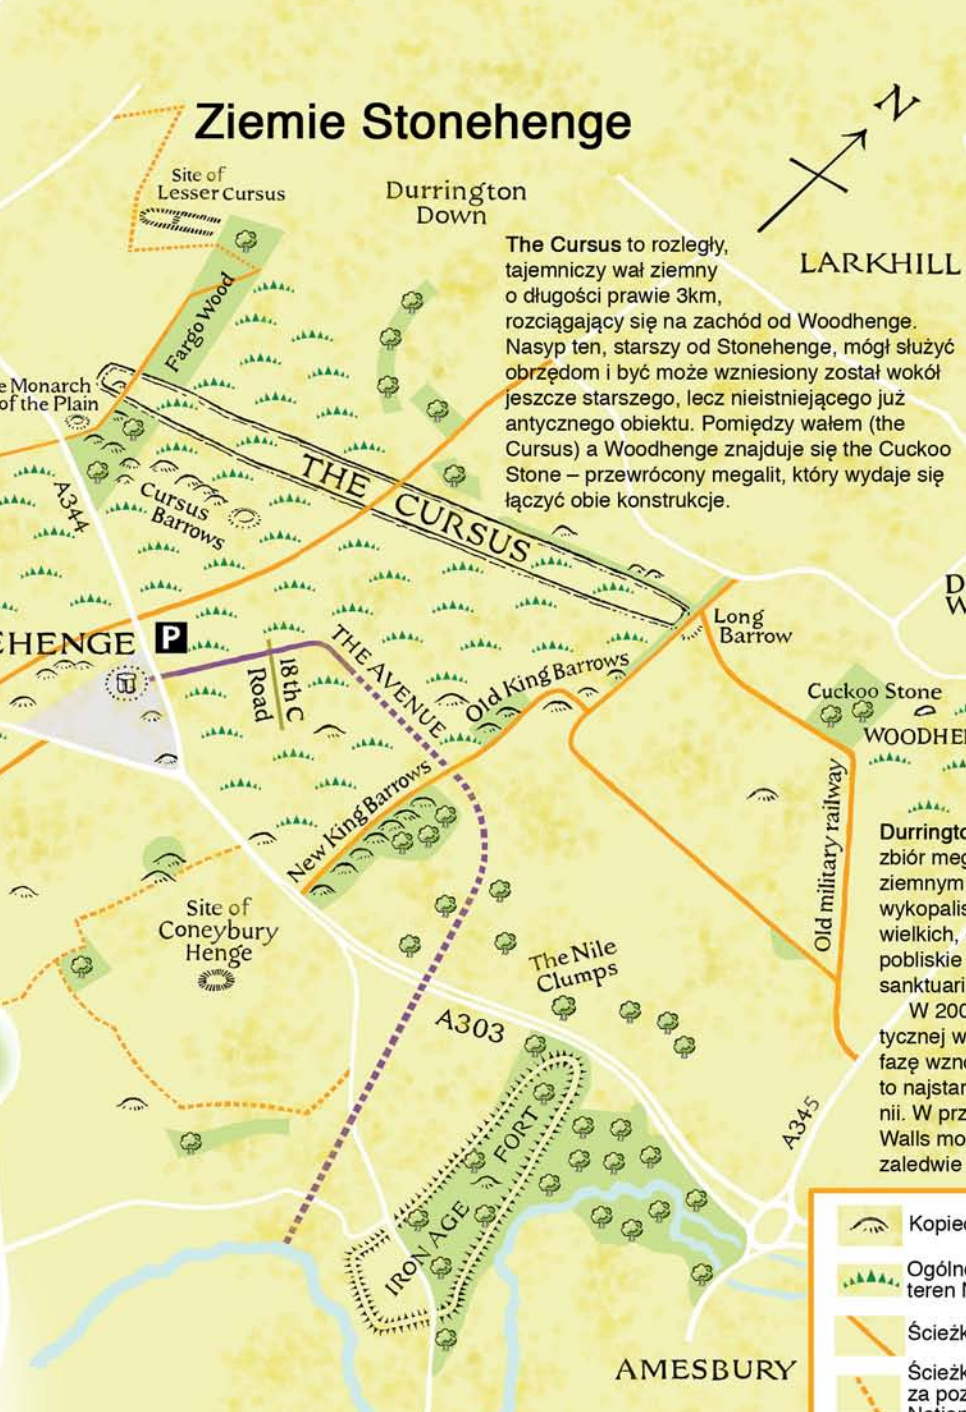 Ziemie Stonehenge
N
Site of
Lesser Cursus
Durrington
Down
LARKHILL
The Cursus to rozległy,
tajemniczy wał ziemny
o długości prawie 3km,
rozciągający się na zachód od Woodhenge.
Nasyp ten, starszy od Stonehenge, mógł służyć
obrzędom i być może wzniesiony został wokół
jeszcze starszego, lecz nieistniejącego już
antycznego obiektu. Pomiędzy wałem (the
Cursus) a Woodhenge znajduje się the Cuckoo
Stone – przewrócony megalit, który wydaje się
łączyć obie konstrukcje.
Fargo Wood
e Monarch
of the Plain
A344
Cursus
Barrows
THE CURSUS
EHENGE
P
18th C
Road
THE AVENUE
Old King Barrows
Long
Barrow
D
W
Cuckoo Stone
WOODHE
New King Barrows
Old military railway
Site of
Coneybury
Henge
The Nile
Clumps
A303
IRON AGE FORT
A345
AMESBURY
Durringto
zbiór meg
ziemnym
wykopalis
wielkich,
pobliskie
sanktuari
W 200
tycznej w
fazę wzno
to najstar
nii. W prz
Walls mo
zaledwie
Kopied
Ogólne
teren N
Ścieżk
Ścieżk
za poz